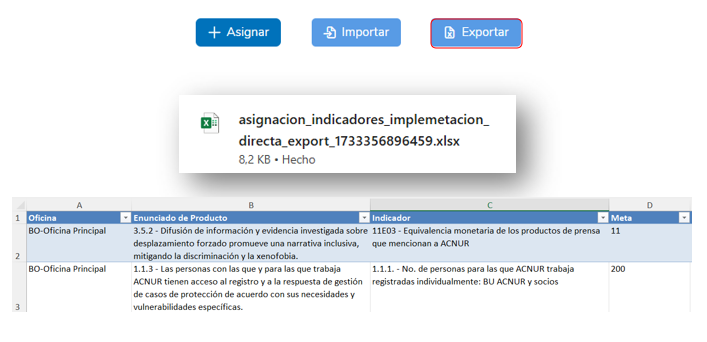 Asignar
Importar
Exportar
asignacion_indicadores_implemetacion_
directa_export_1733356896459.xlsx
8,2 KB • Hecho
A B C D
1 Oficina Enunciado de Producto Indicador Meta
BO-Oficina Principal 3.5.2 - Difusión de información y evidencia investigada sobre 11E03 - Equivalencia monetaria de los productos de prensa 11
desplazamiento forzado promueve una narrativa inclusiva, que mencionan a ACNUR
2 mitigando la discriminación y la xenofobia.
BO-Oficina Principal 1.1.3 - Las personas con las que y para las que trabaja 1.1.1. - No. de personas para las que ACNUR trabaja 200
ACNUR tienen acceso al registro y a la respuesta de gestión registradas individualmente: BU ACNUR y socios
de casos de protección de acuerdo con sus necesidades y
3 vulnerabilidades específicas.